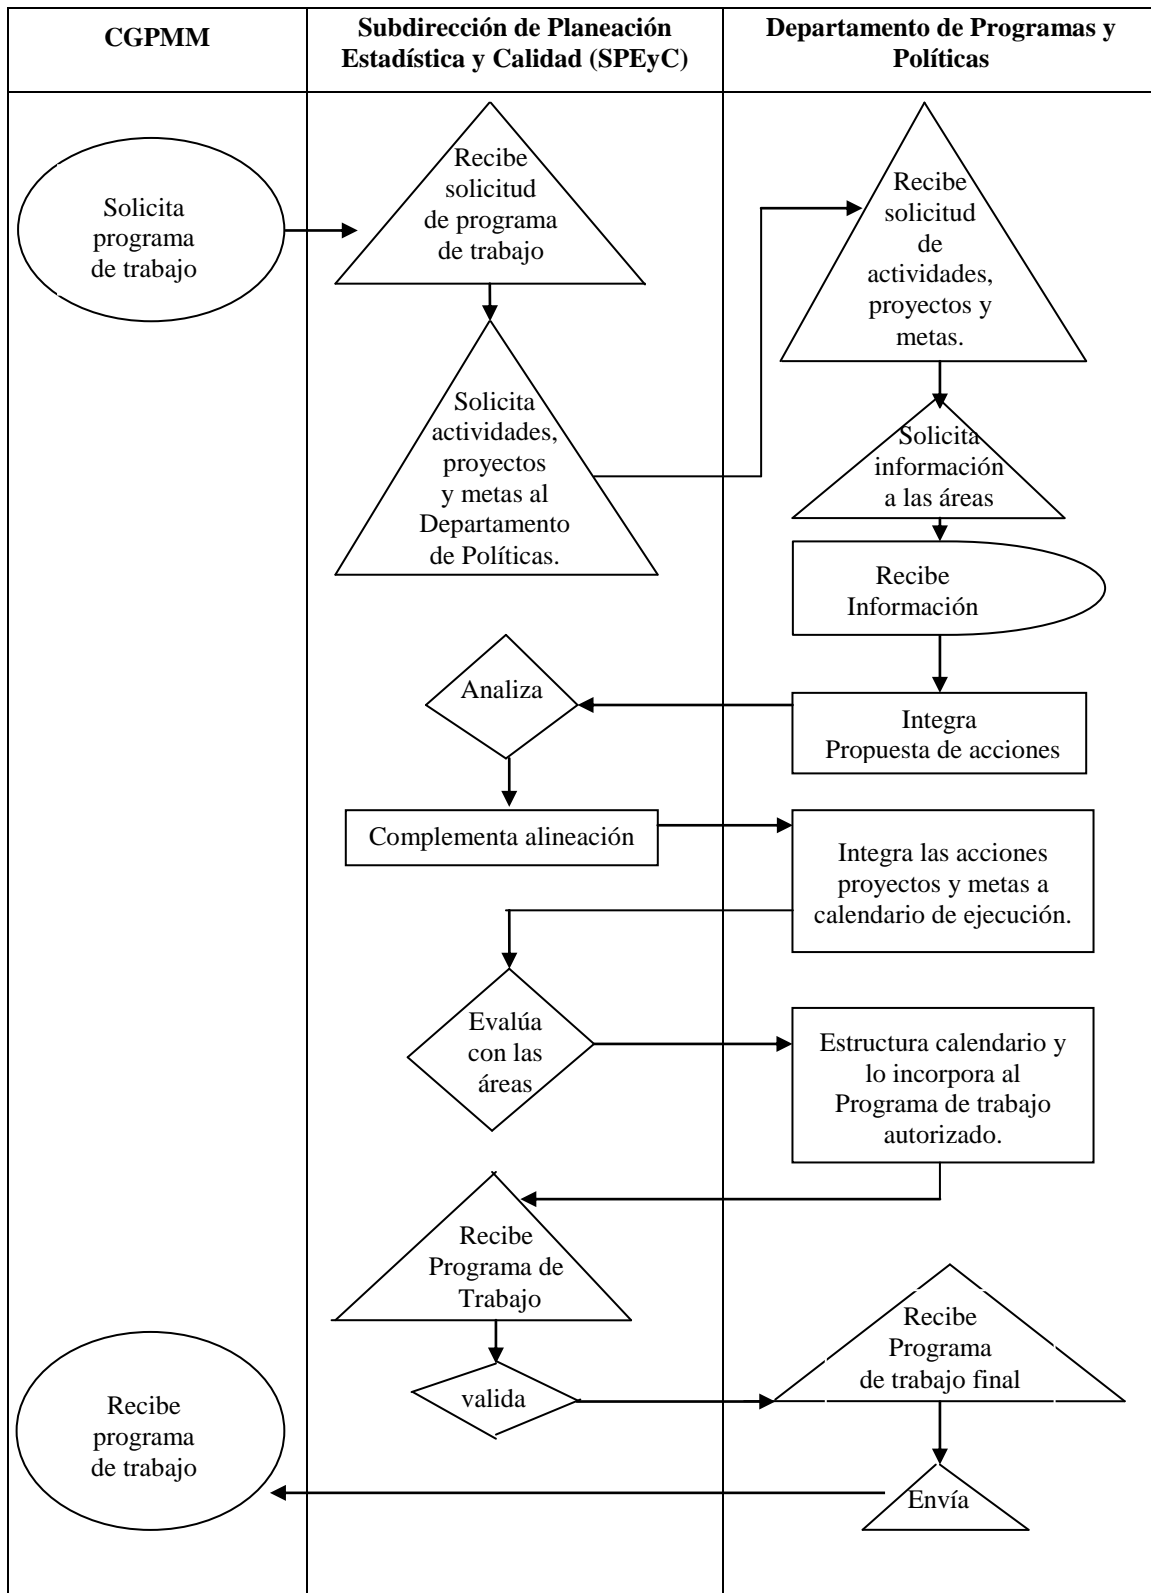 CGPMM
Subdirección de Planeación
Estadística y Calidad (SPEyC)
Departamento de Programas y
Políticas
Solicita
programa
de trabajo
Recibe
solicitud
de programa
de trabajo
Recibe
solicitud
de
actividades,
proyectos y
metas.
Solicita
actividades,
proyectos
y metas al
Departamento
de Políticas.
Solicita
información
a las áreas
Recibe
Información
Analiza
Integra
Propuesta de acciones
Complementa alineación
Integra las acciones
proyectos y metas a
calendario de ejecución.
Evalúa
con las
áreas
Estructura calendario y
lo incorpora al
Programa de trabajo
autorizado.
Recibe
Programa de
Trabajo
Recibe
Programa
de trabajo final
valida
Recibe
programa
de trabajo
Envía